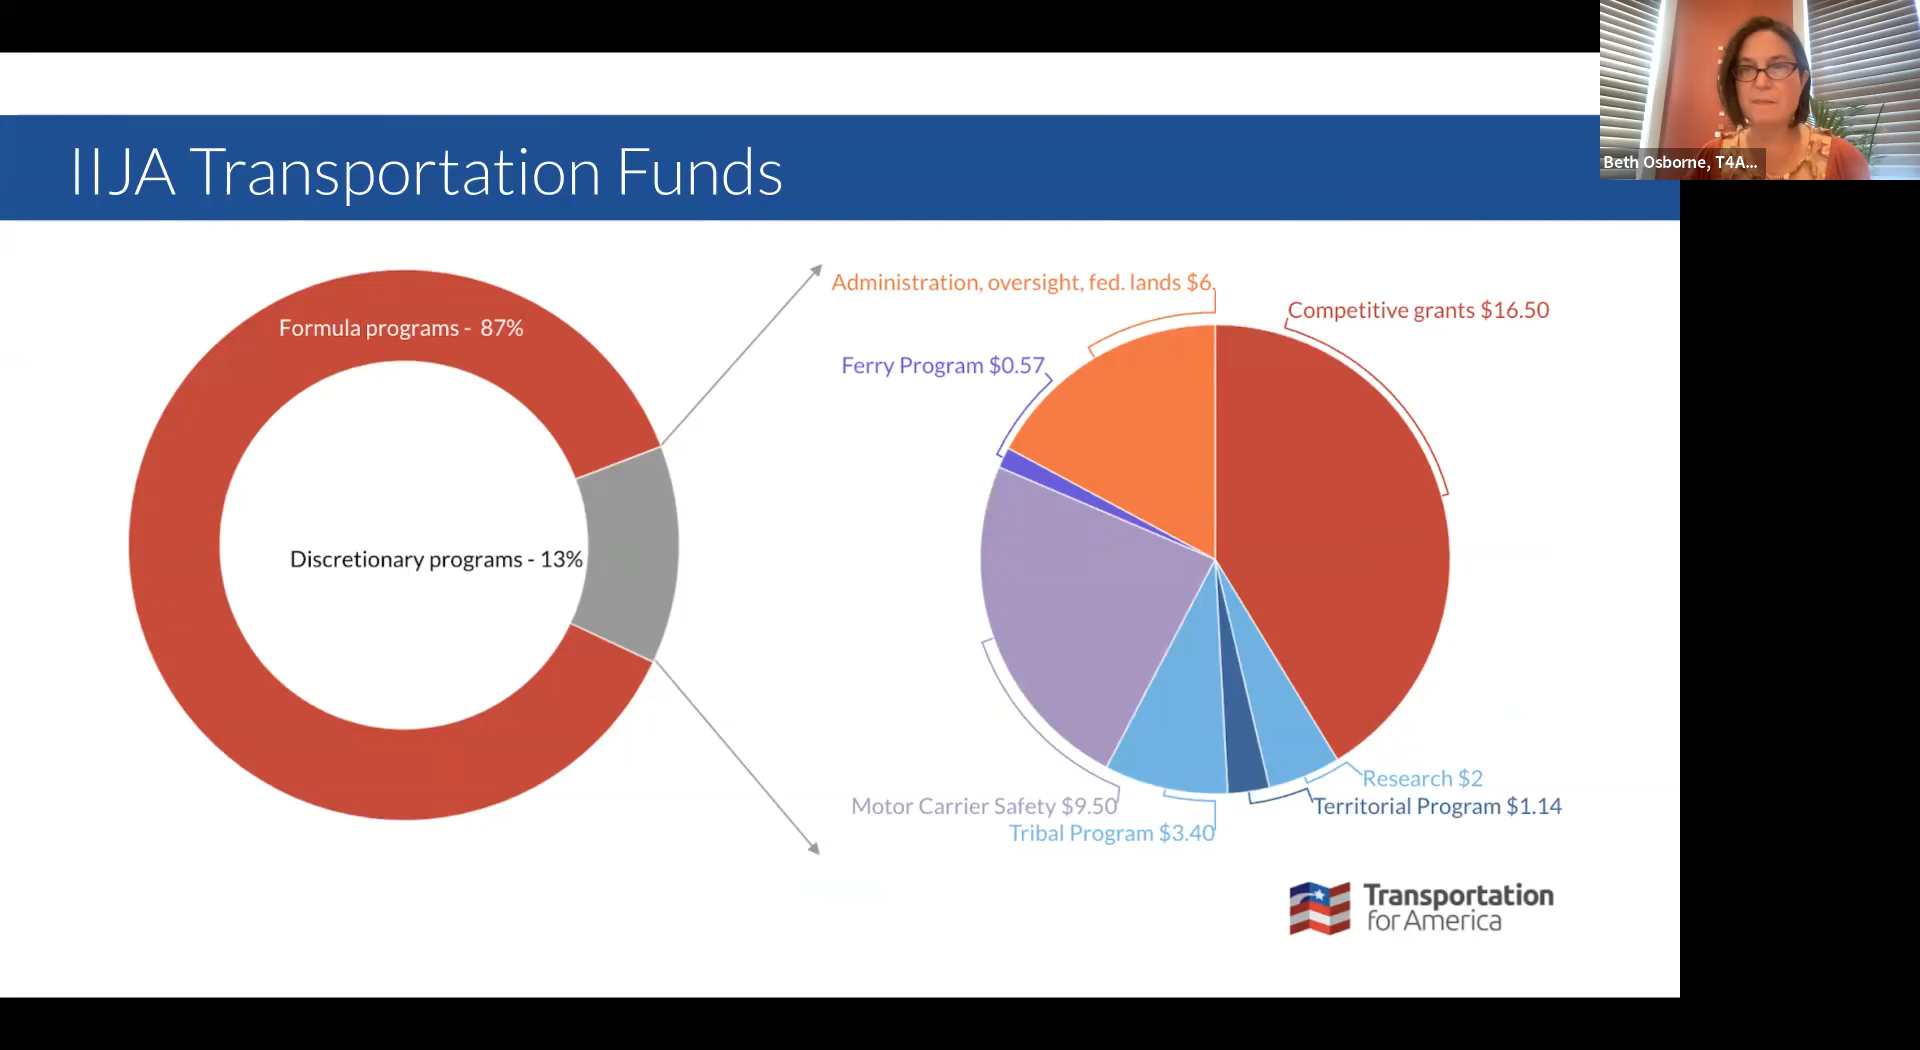 Beth Osborne, T4A...
IIJA Transportation Funds
Formula programs - 87%
Discretionary programs - 13%
Administration, oversight, fed. lands $6
Competitive grants $16.50
Ferry Program $0.57
Research $2
Motor Carrier Safety $9.50
Territorial Program $1.14
Tribal Program $3.40
Transportation
for America